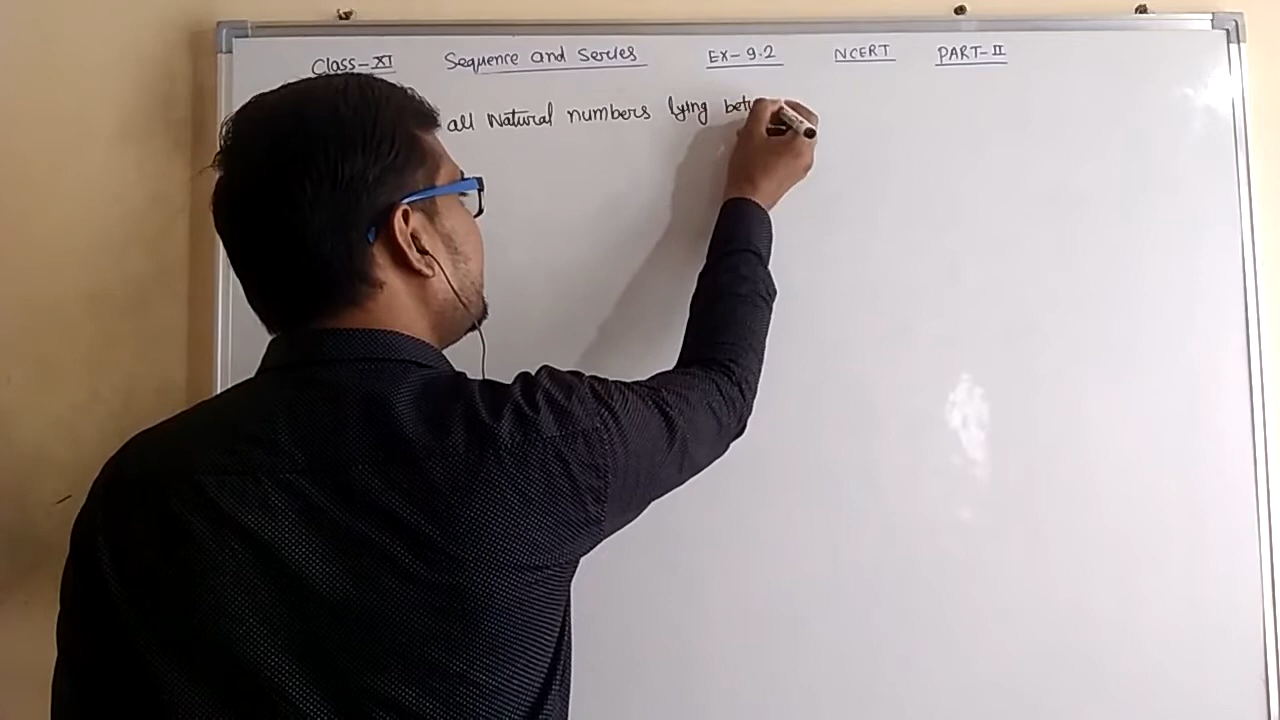 Class-XI Sequence and Series Ex-9.2 NCERT PART-II
all Natural numbers lying